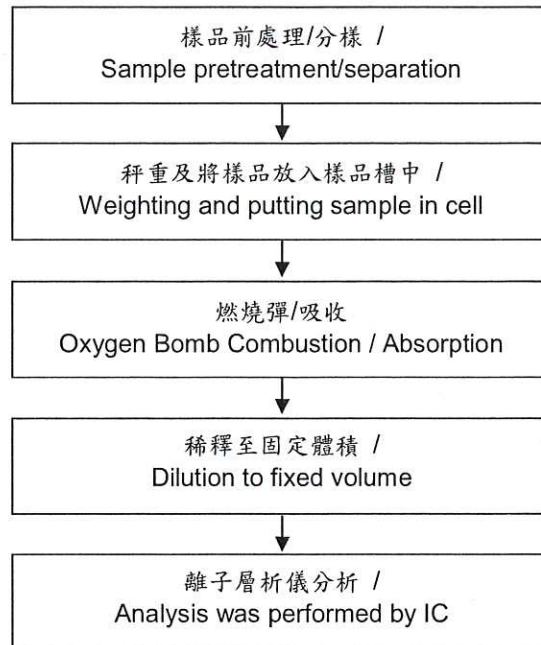 樣品前處理/分樣 /
Sample pretreatment/separation
秤重及將樣品放入樣品槽中 /
Weighting and putting sample in cell
燃燒彈/吸收
Oxygen Bomb Combustion / Absorption
稀釋至固定體積 /
Dilution to fixed volume
離子層析儀分析 /
Analysis was performed by IC